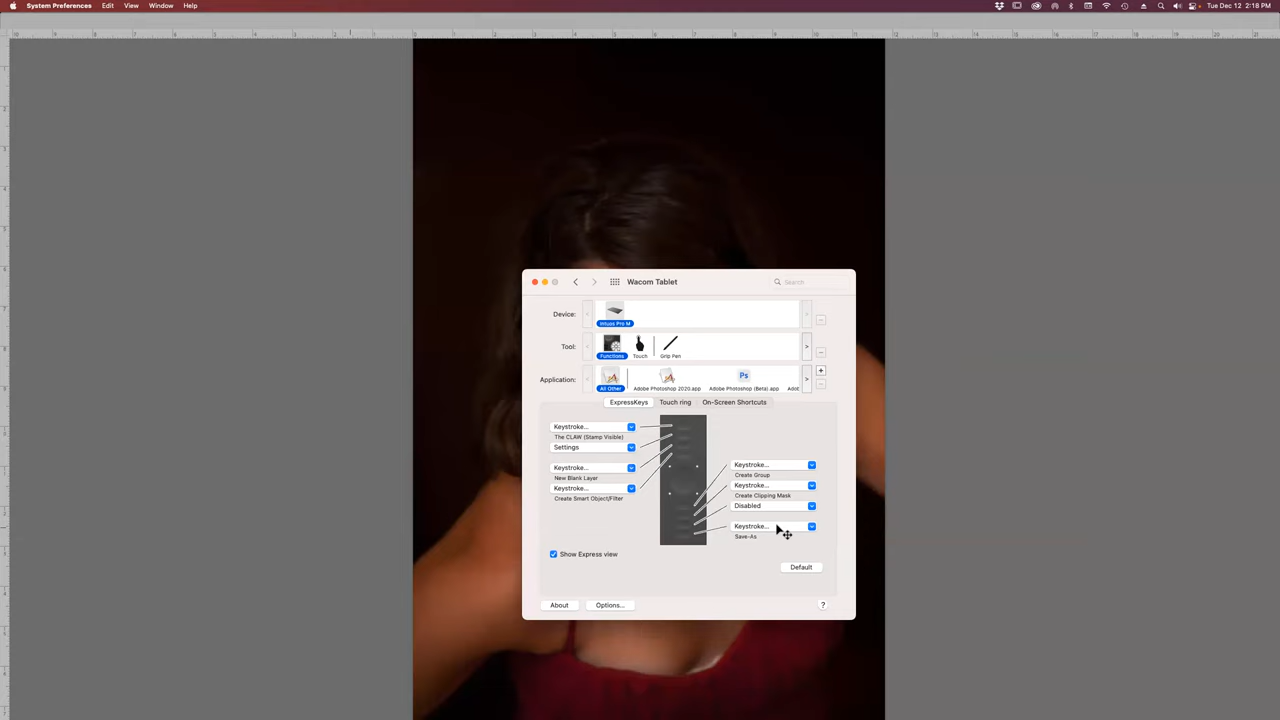 System Preferences Edit View Window Help
Tue Dec 12 2:18 PM
Wacom Tablet
Search
Device:
Intuos Pro M
Tool:
Functions Touch Grip Pen
Application:
All Other Adobe Photoshop 2020.app Adobe Photoshop (Beta).app Adob
ExpressKeys Touch ring On-Screen Shortcuts
Keystroke...
The CLAW (Stamp Visible)
Settings
Keystroke...
New Blank Layer
Keystroke...
Create Smart Object/Filter
Keystroke...
Create Group
Keystroke...
Create Clipping Mask
Disabled
Keystroke...
Save-As
Show Express view
Default
About Options... ?